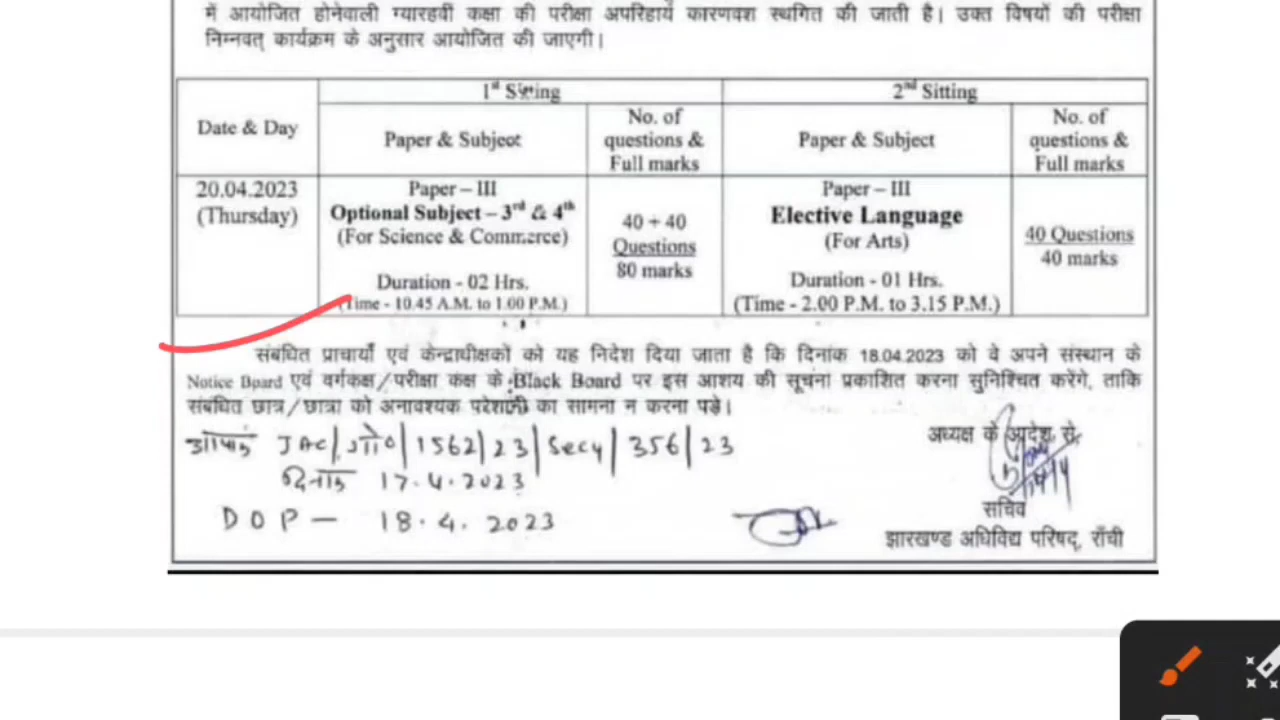 में आयोजित होनेवाली ग्यारहवीं कक्षा की परीक्षा अपरिहार्य कारणवश स्थगित की जाती है। उक्त विषयों की परीक्षा
निम्नवत् कार्यक्रम के अनुसार आयोजित की जाएगी।
Date & Day
1st Sitting
2nd Sitting
Paper & Subject
No. of
questions &
Full marks
Paper & Subject
No. of
questions &
Full marks
20.04.2023
(Thursday)
Paper – III
Optional Subject – 3rd & 4th
(For Science & Commerce)
Duration - 02 Hrs.
(Time - 10.45 A.M. to 1.00 P.M.)
40 + 40
Questions
80 marks
Paper – III
Elective Language
(For Arts)
Duration - 01 Hrs.
(Time - 2.00 P.M. to 3.15 P.M.)
40 Questions
40 marks
संबंधित प्राचार्यों एवं केन्द्राधीक्षकों को यह निदेश दिया जाता है कि दिनांक 18.04.2023 को वे अपने संस्थान के
Notice Board एवं वर्गकक्ष/परीक्षा कक्ष के Black Board पर इस आशय की सूचना प्रकाशित करना सुनिश्चित करेंगे, ताकि
संबंधित छात्र/छात्रा को अनावश्यक परेशानी का सामना न करना पड़े।
ज्ञापांक JAC/गो०/1562/23/Secy/356/23
दिनांक 17.4.2023
DOP – 18.4.2023
अध्यक्ष के आदेश से,
सचिव
झारखण्ड अधिविद्य परिषद्, राँची